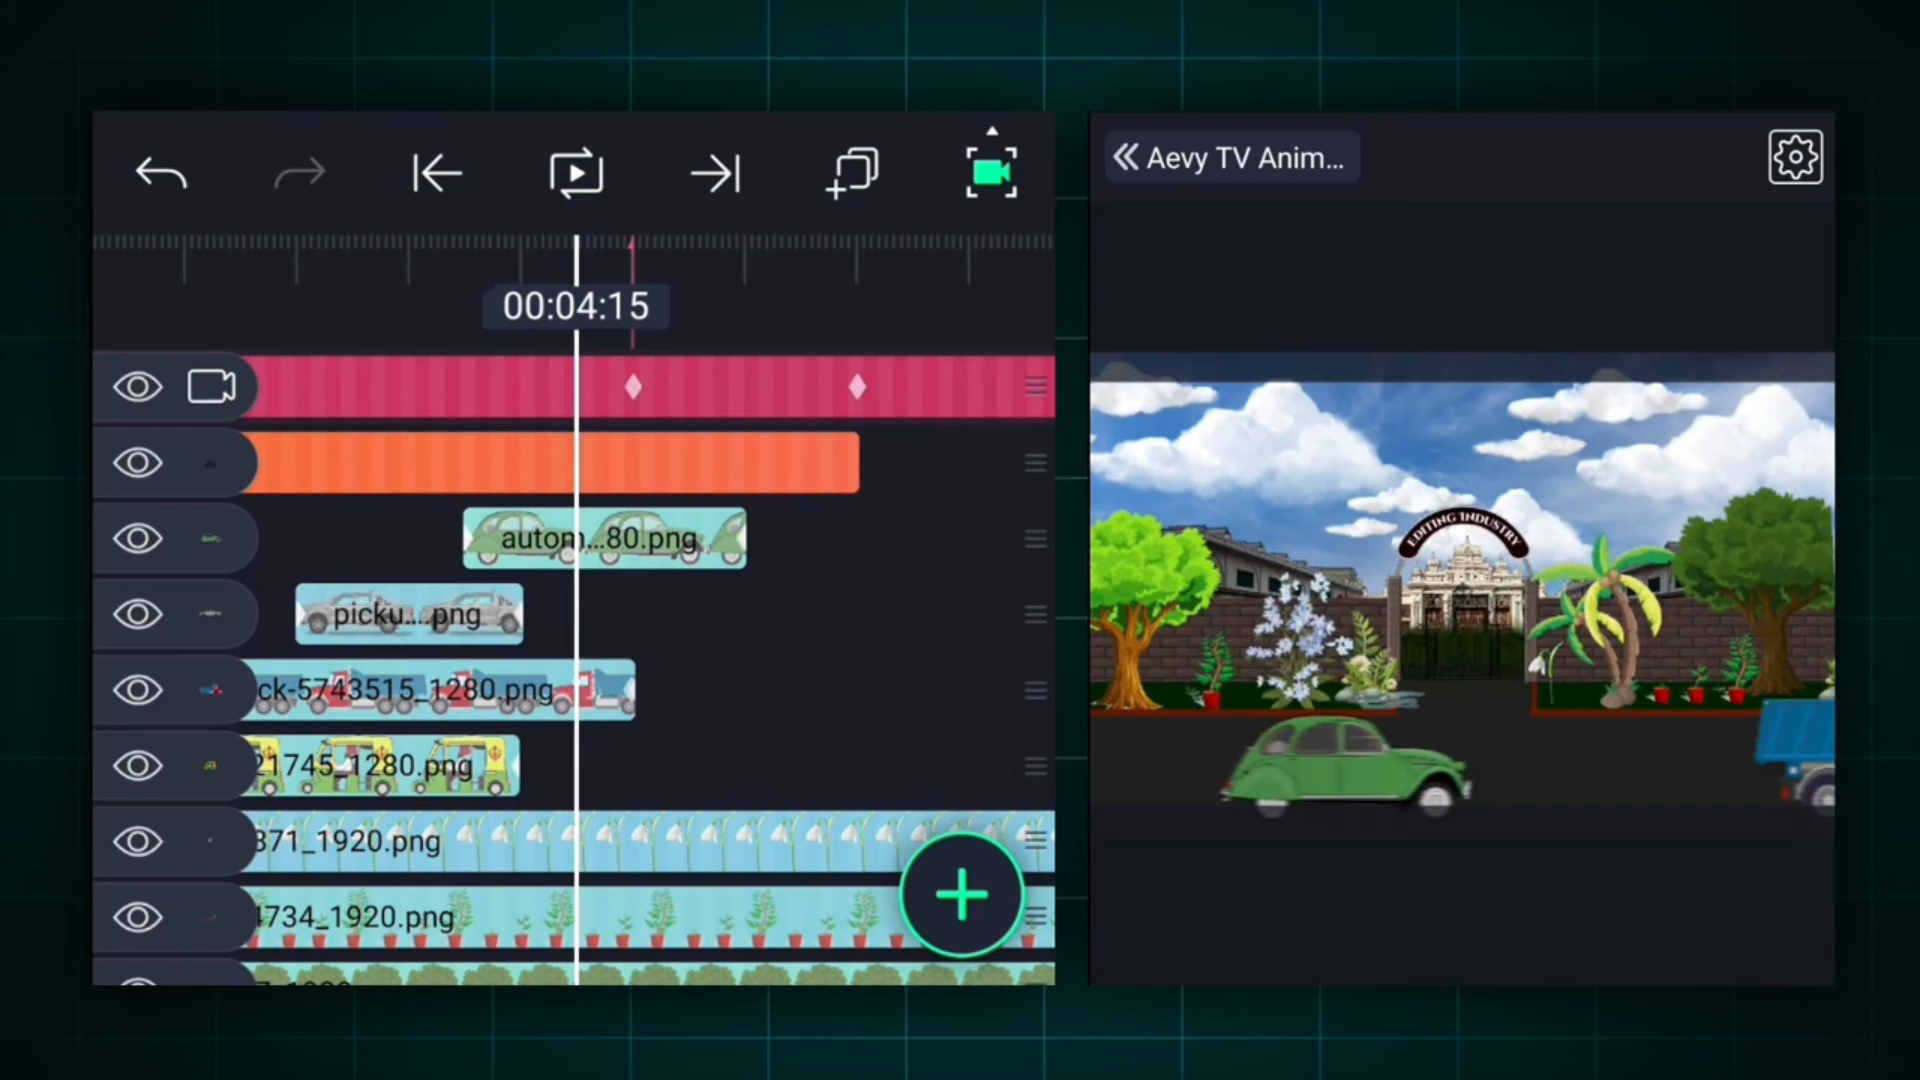 Aevy TV Anim...
00:04:15
autom...80.png
picku....png
ck-5743515_1280.png
21745_1280.png
371_1920.png
4734_1920.png
EDITING INDUSTRY